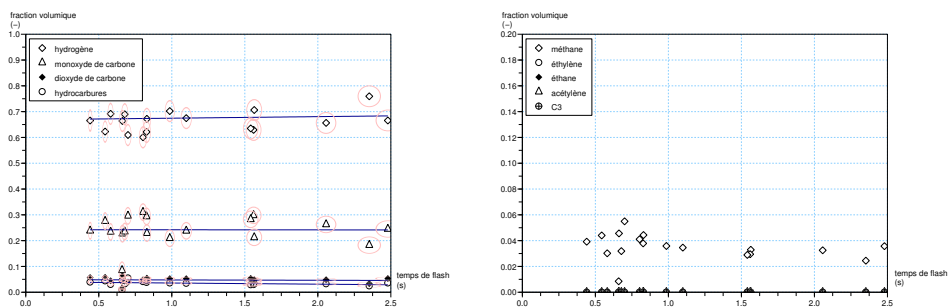 fraction volumique
(−)
1.0
0.9
0.8
0.7
0.6
0.5
0.4
0.3
0.2
0.1
0.0
hydrogène
monoxyde de carbone
dioxyde de carbone
hydrocarbures
temps de flash
(s)
0.0
0.5
1.0
1.5
2.0
2.5
fraction volumique
(−)
0.20
0.18
0.16
0.14
0.12
0.10
0.08
0.06
0.04
0.02
0.00
méthane
éthylène
éthane
acétylène
C3
temps de flash
(s)
0.0
0.5
1.0
1.5
2.0
2.5